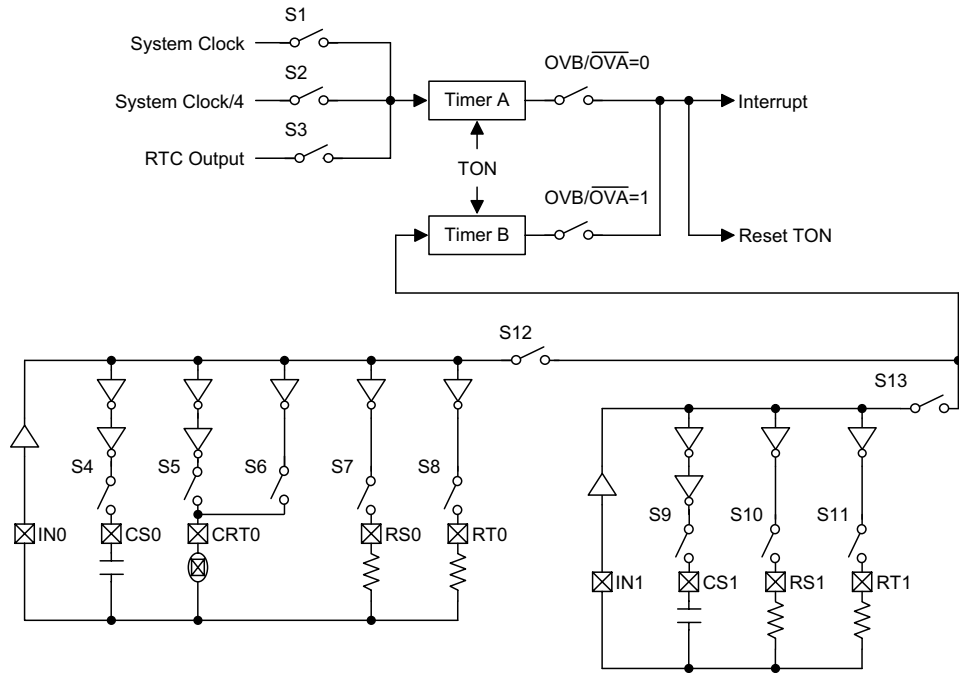 S1
System Clock
OVB/O̅V̅A̅=0
S2
System Clock/4
Timer A
Interrupt
S3
RTC Output
TON
OVB/O̅V̅A̅=1
Timer B
Reset TON
S12
S13
S4
S5
S6
S7
S8
IN0
CS0
CRT0
RS0
RT0
S9
S10
S11
IN1
CS1
RS1
RT1